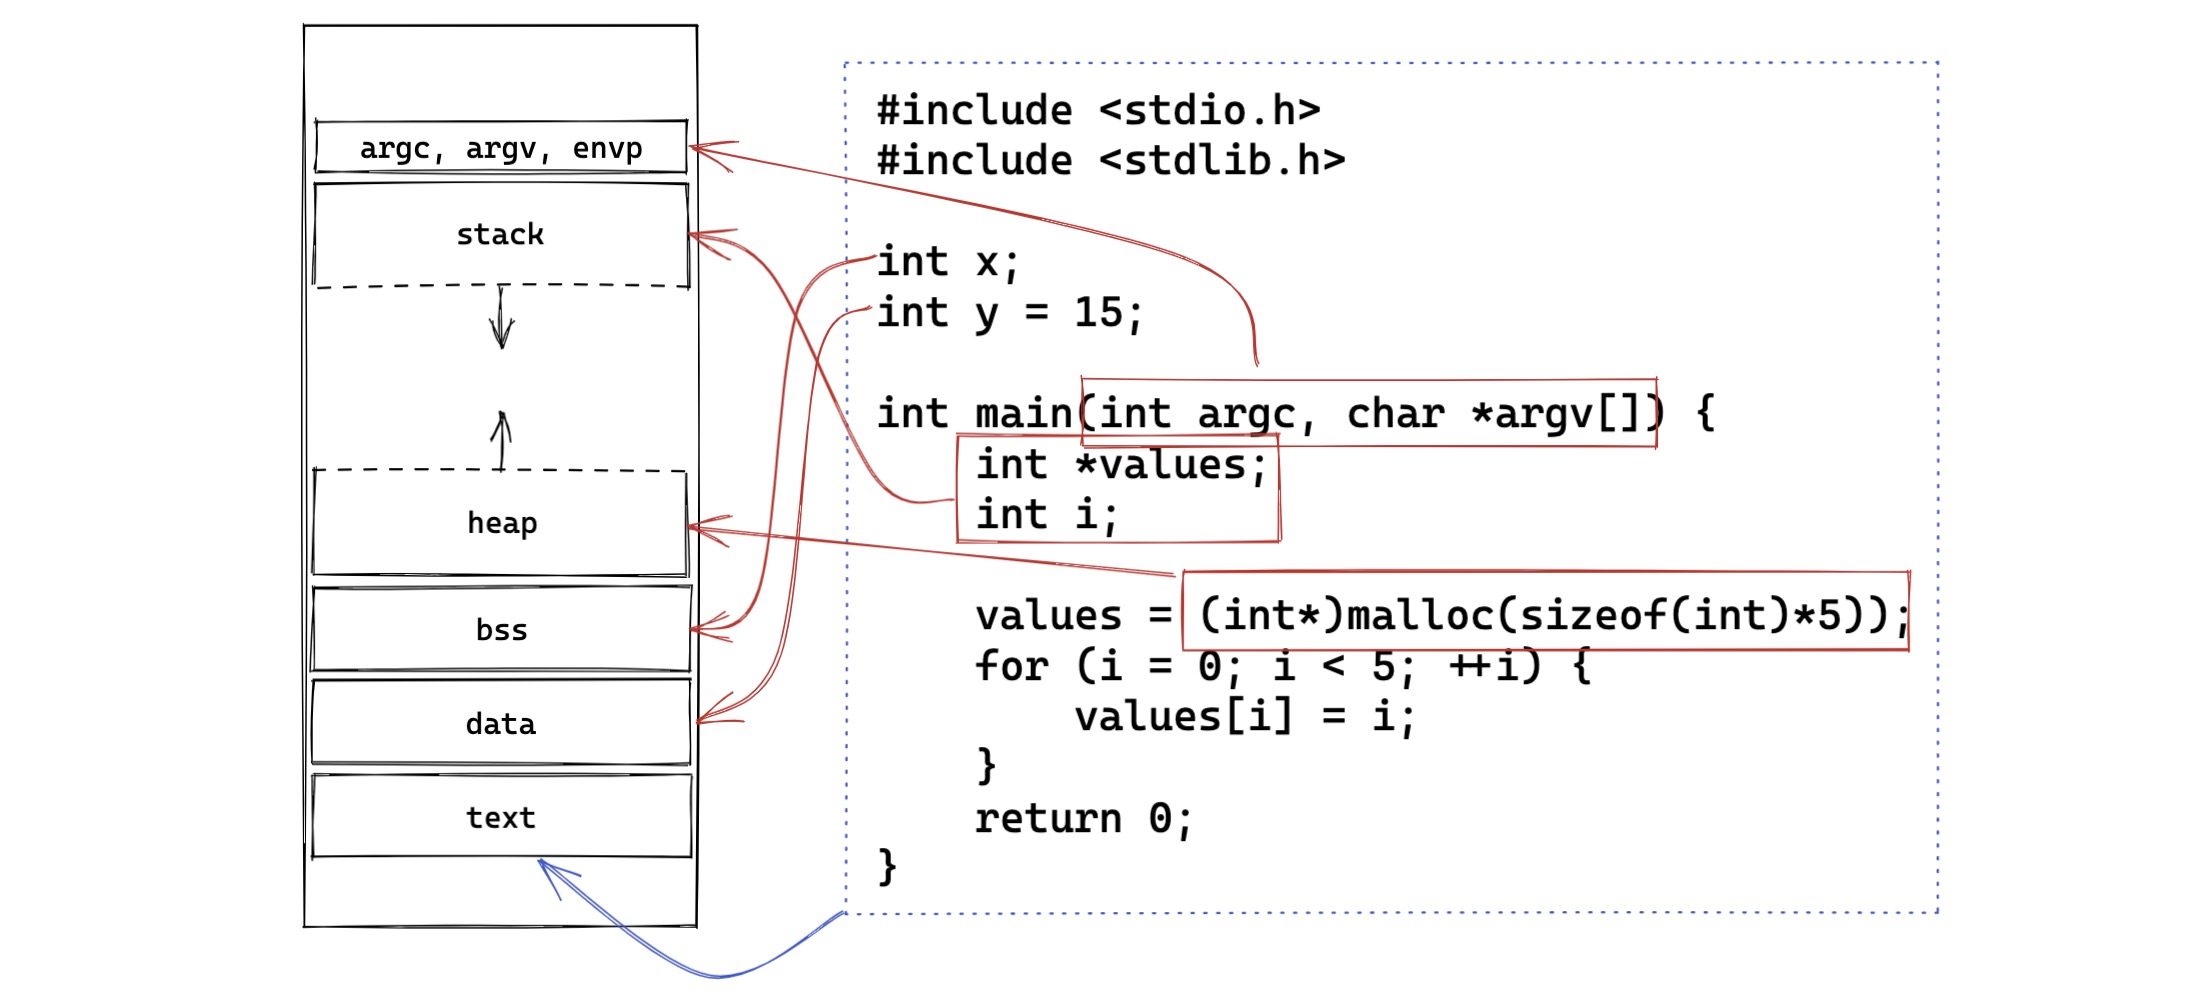 argc, argv, envp
stack
heap
bss
data
text
#include <stdio.h>
#include <stdlib.h>
int x;
int y = 15;
int main(int argc, char *argv[]) {
int *values;
int i;
values = (int*)malloc(sizeof(int)*5));
for (i = 0; i < 5; ++i) {
values[i] = i;
}
return 0;
}